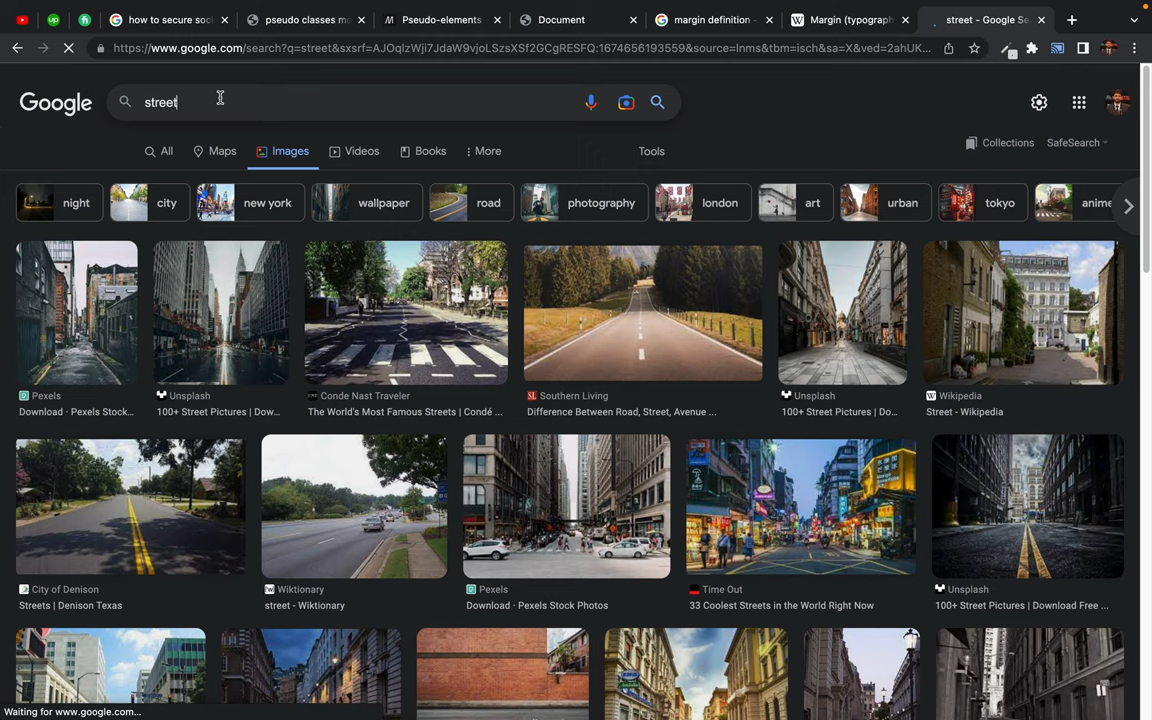 how to secure soci
pseudo classes mo
Pseudo-elements
Document
margin definition -
Margin (typograph
street - Google Sea
https://www.google.com/search?q=street&sxsrf=AJOqlzWji7JdaW9vjoLSzsXSf2GCgRESFQ:1674656193559&source=lnms&tbm=isch&sa=X&ved=2ahUK...
Google
street
All
Maps
Images
Videos
Books
More
Tools
Collections
SafeSearch
night
city
new york
wallpaper
road
photography
london
art
urban
tokyo
anime
Pexels
Download · Pexels Stock...
Unsplash
100+ Street Pictures | Dow...
Conde Nast Traveler
The World's Most Famous Streets | Condé ...
Southern Living
Difference Between Road, Street, Avenue ...
Unsplash
100+ Street Pictures | Do...
Wikipedia
Street - Wikipedia
City of Denison
Streets | Denison Texas
Wiktionary
street - Wiktionary
Pexels
Download · Pexels Stock Photos
Time Out
33 Coolest Streets in the World Right Now
Unsplash
100+ Street Pictures | Download Free ...
Waiting for www.google.com...